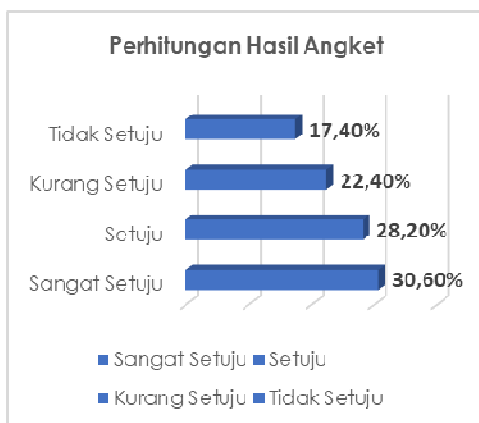 Perhitungan Hasil Angket
Tidak Setuju 17,40%
Kurang Setuju 22,40%
Setuju 28,20%
Sangat Setuju 30,60%
Sangat Setuju Setuju
Kurang Setuju Tidak Setuju